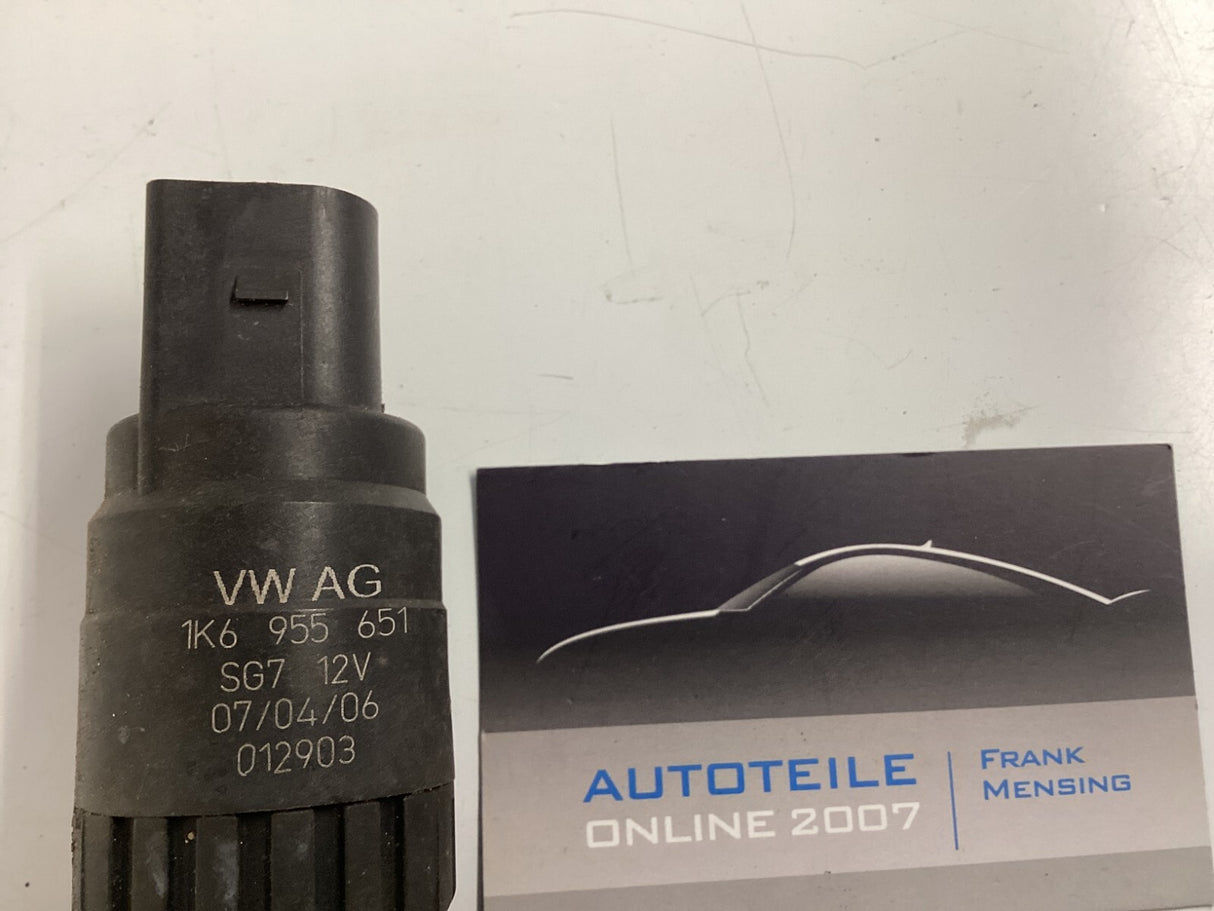 VW AG
1K6 955 651
SG7 12V
07/04/06
012903
AUTOTEILE
ONLINE 2007
FRANK
MENSING